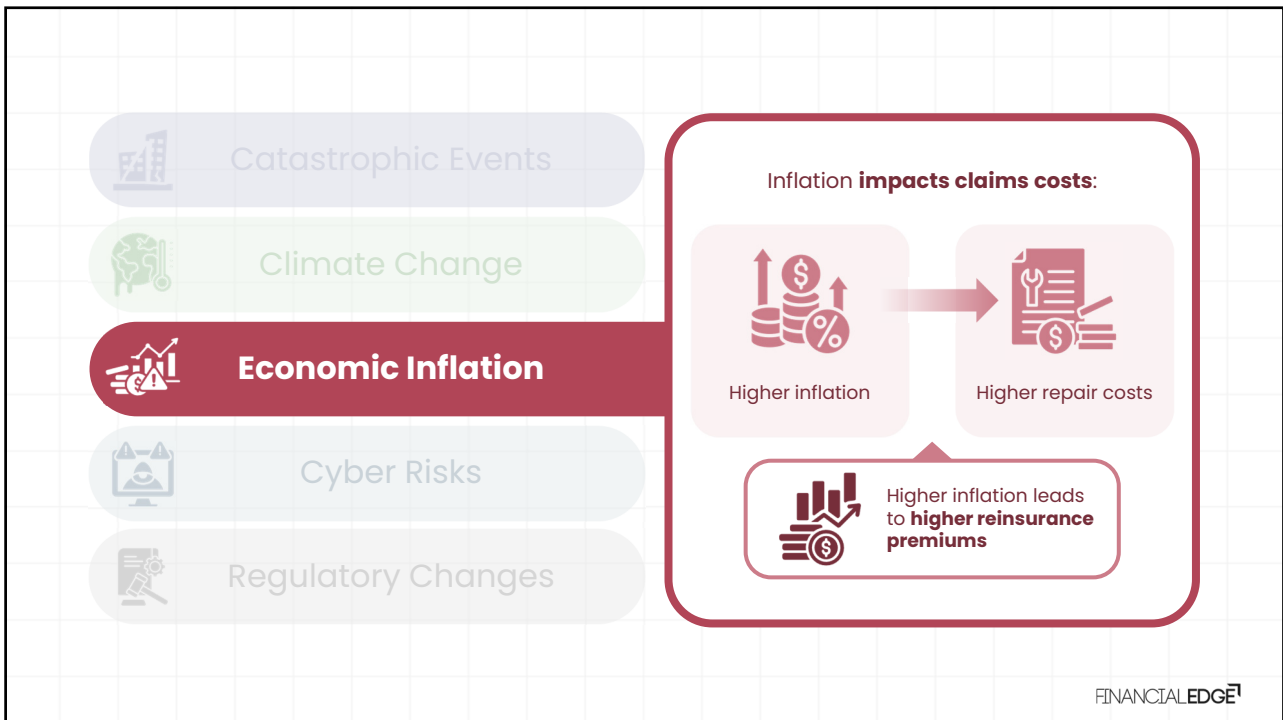 Catastrophic Events
Climate Change
Economic Inflation
Cyber Risks
Regulatory Changes
Inflation impacts claims costs:
Higher inflation
Higher repair costs
Higher inflation leads
to higher reinsurance
premiums
FINANCIALEDGE